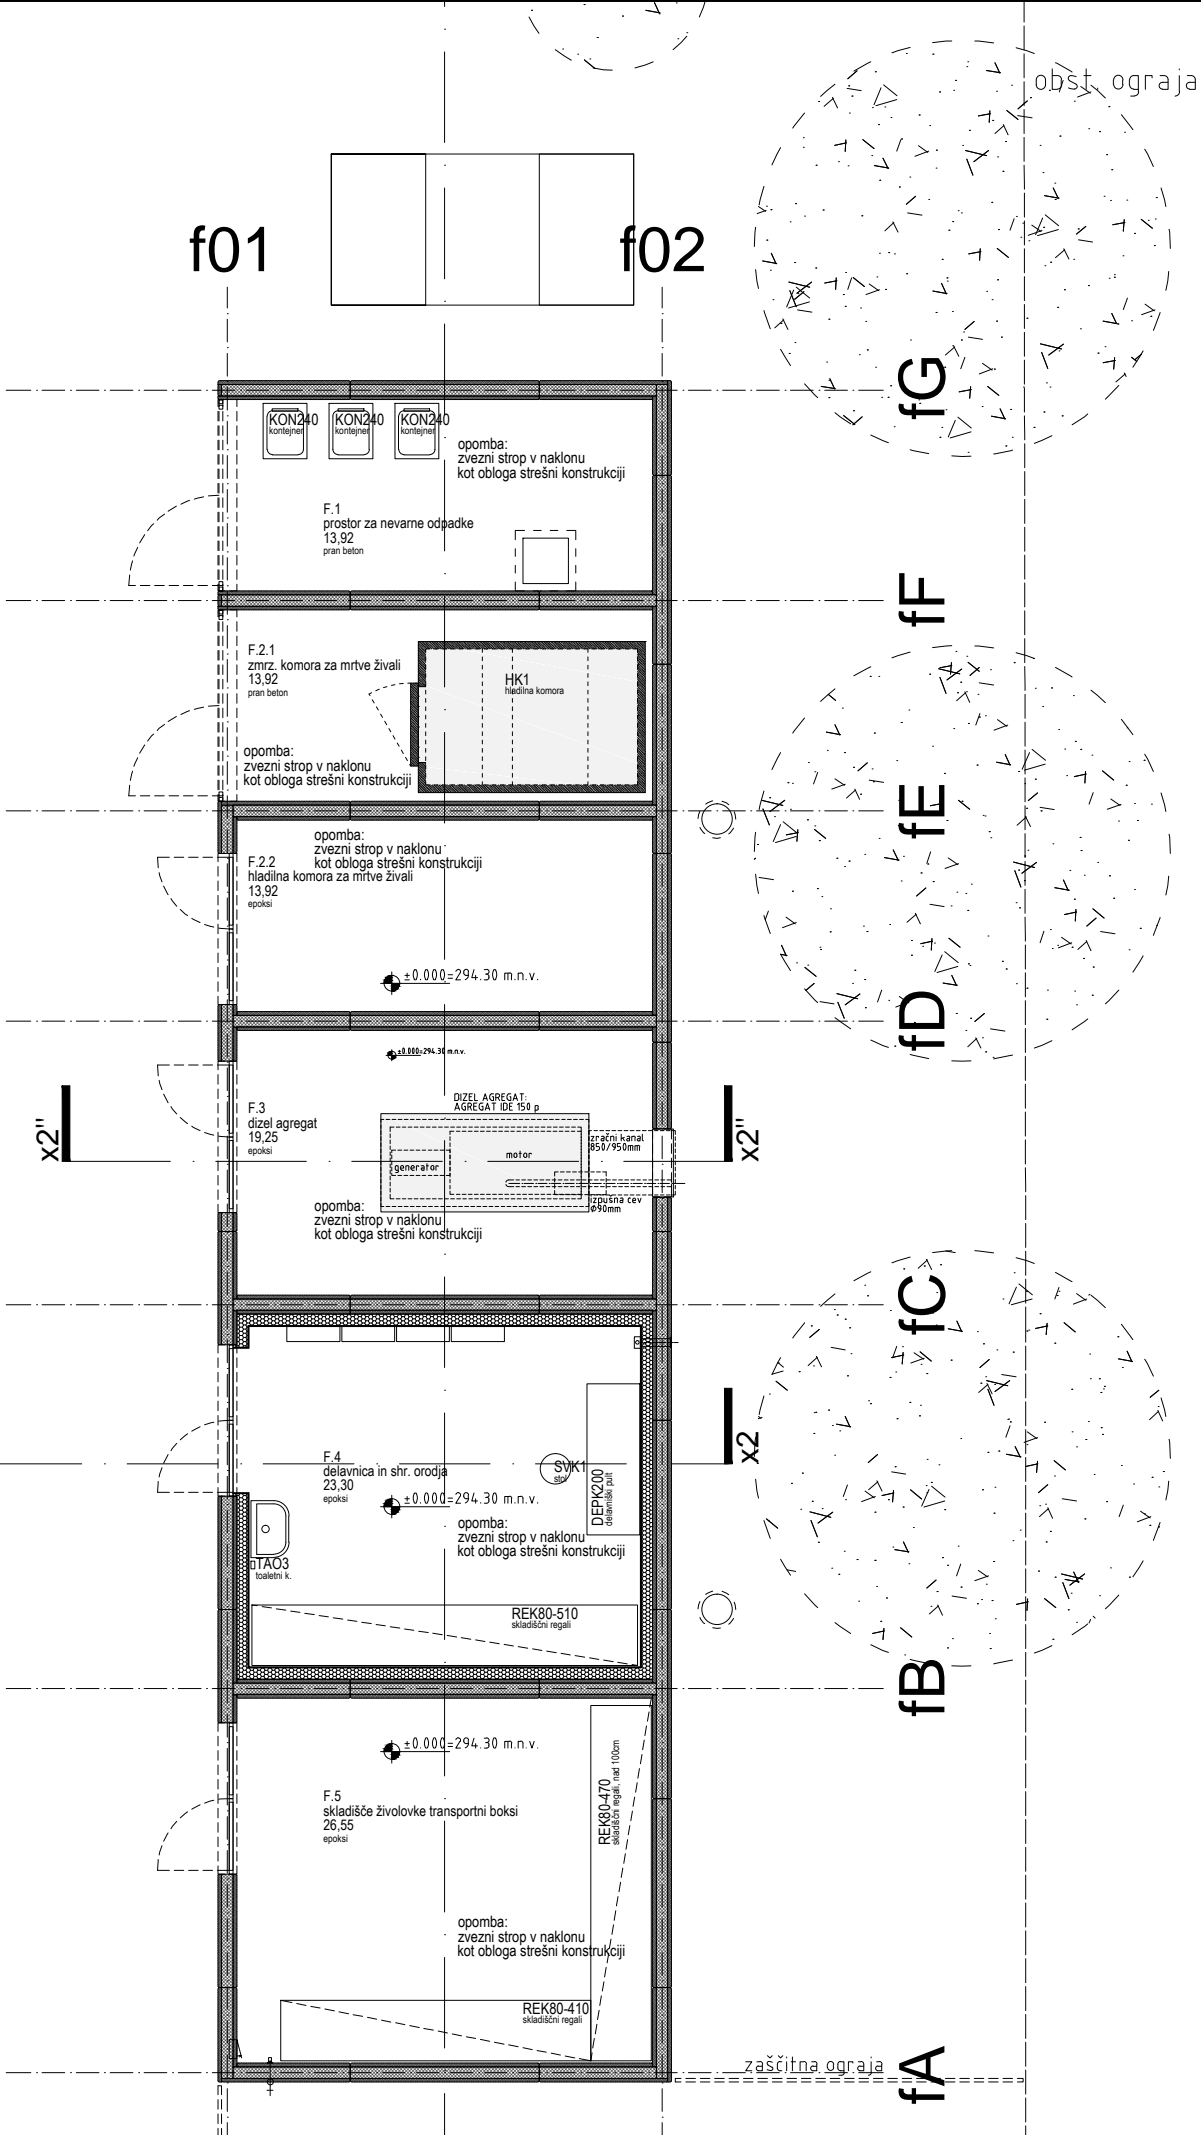 obst. ograja
f01
f02
fG
KON240
kontejner
KON240
kontejner
KON240
kontejner
opomba:
zvezni strop v naklonu
kot obloga strešni konstrukciji
F.1
prostor za nevarne odpadke
13,92
pran beton
fF
F.2.1
zmrz. komora za mrtve živali
13,92
pran beton
HK1
hladilna komora
opomba:
zvezni strop v naklonu
kot obloga strešni konstrukciji
fE
opomba:
zvezni strop v naklonu
kot obloga strešni konstrukciji
F.2.2
hladilna komora za mrtve živali
13,92
epoksi
±0.000=294.30 m.n.v.
fD
±0.000=294.30 m.n.v.
x2"
x2"
DIZEL AGREGAT:
AGREGAT IDE 150 p
F.3
dizel agregat
19,25
epoksi
generator
motor
zračni kanal
850/950mm
izpušna cev
Ø90mm
opomba:
zvezni strop v naklonu
kot obloga strešni konstrukciji
fC
x2
F.4
delavnica in shr. orodja
23,30
epoksi
SVK1
stol
DEPK200
delavniški pult
±0.000=294.30 m.n.v.
opomba:
zvezni strop v naklonu
kot obloga strešni konstrukciji
TAO3
toaletni k.
REK80-510
skladiščni regali
fB
±0.000=294.30 m.n.v.
F.5
skladišče živolovke transportni boksi
26,55
epoksi
REK80-470
skladiščni regali, nad 100cm
opomba:
zvezni strop v naklonu
kot obloga strešni konstrukciji
REK80-410
skladiščni regali
zaščitna ograja
fA